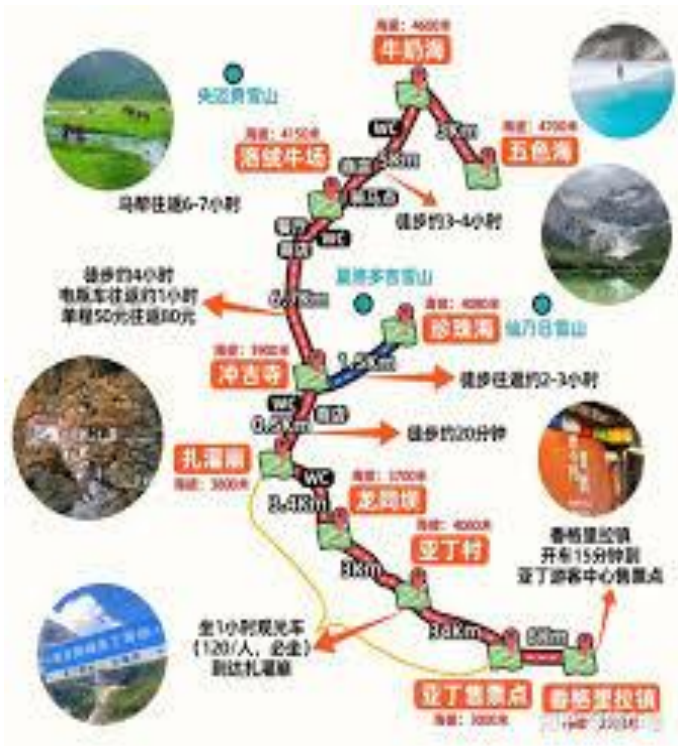 海拔：4600米
牛奶海
央迈勇雪山
海拔：4150米
洛绒牛场
WC
3Km
5Km
海拔：4700米
五色海
马帮往返6-7小时
徒步约3-4小时
WC
徒步约4小时
电瓶车往返约1小时
单程50元往返80元
夏诺多吉雪山
海拔：4080米
珍珠海
仙乃日雪山
海拔：3900米
冲古寺
徒步往返约2-3小时
WC
徒步约20分钟
扎灌崩
海拔：3800米
WC
3.4Km
海拔：3700米
龙同坝
海拔：4000米
亚丁村
3Km
34Km
香格里拉镇
开车15分钟到
亚丁游客中心售票点
坐1小时观光车
（120/人，必坐）
到达扎灌崩
亚丁售票点
海拔：3000米
香格里拉镇